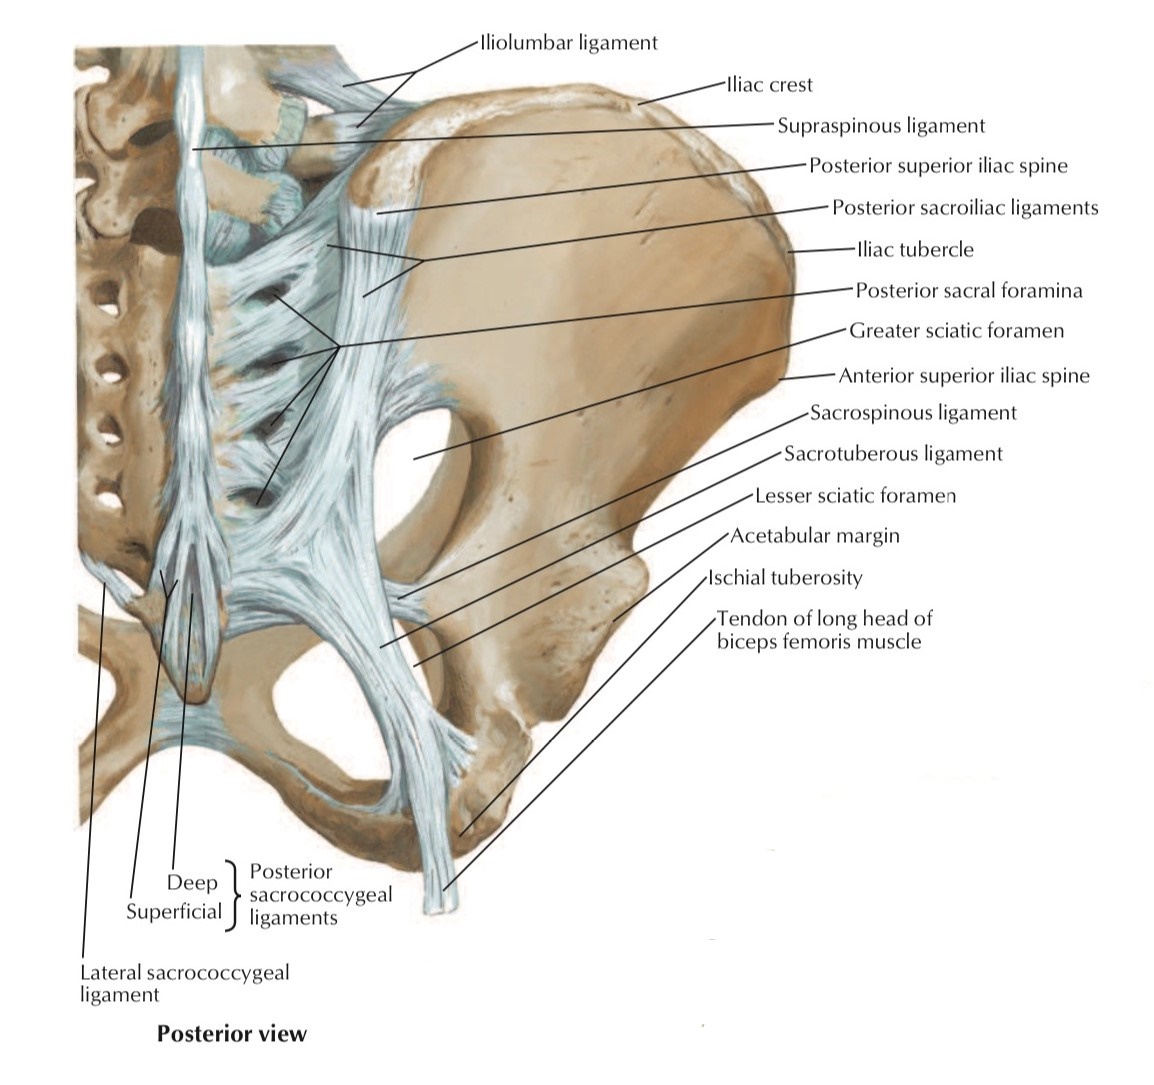 Iliolumbar ligament
Iliac crest
Supraspinous ligament
Posterior superior iliac spine
Posterior sacroiliac ligaments
Iliac tubercle
Posterior sacral foramina
Greater sciatic foramen
Anterior superior iliac spine
Sacrospinous ligament
Sacrotuberous ligament
Lesser sciatic foramen
Acetabular margin
Ischial tuberosity
Tendon of long head of
biceps femoris muscle
Deep
Superficial
Posterior
sacrococcygeal
ligaments
Lateral sacrococcygeal
ligament
Posterior view